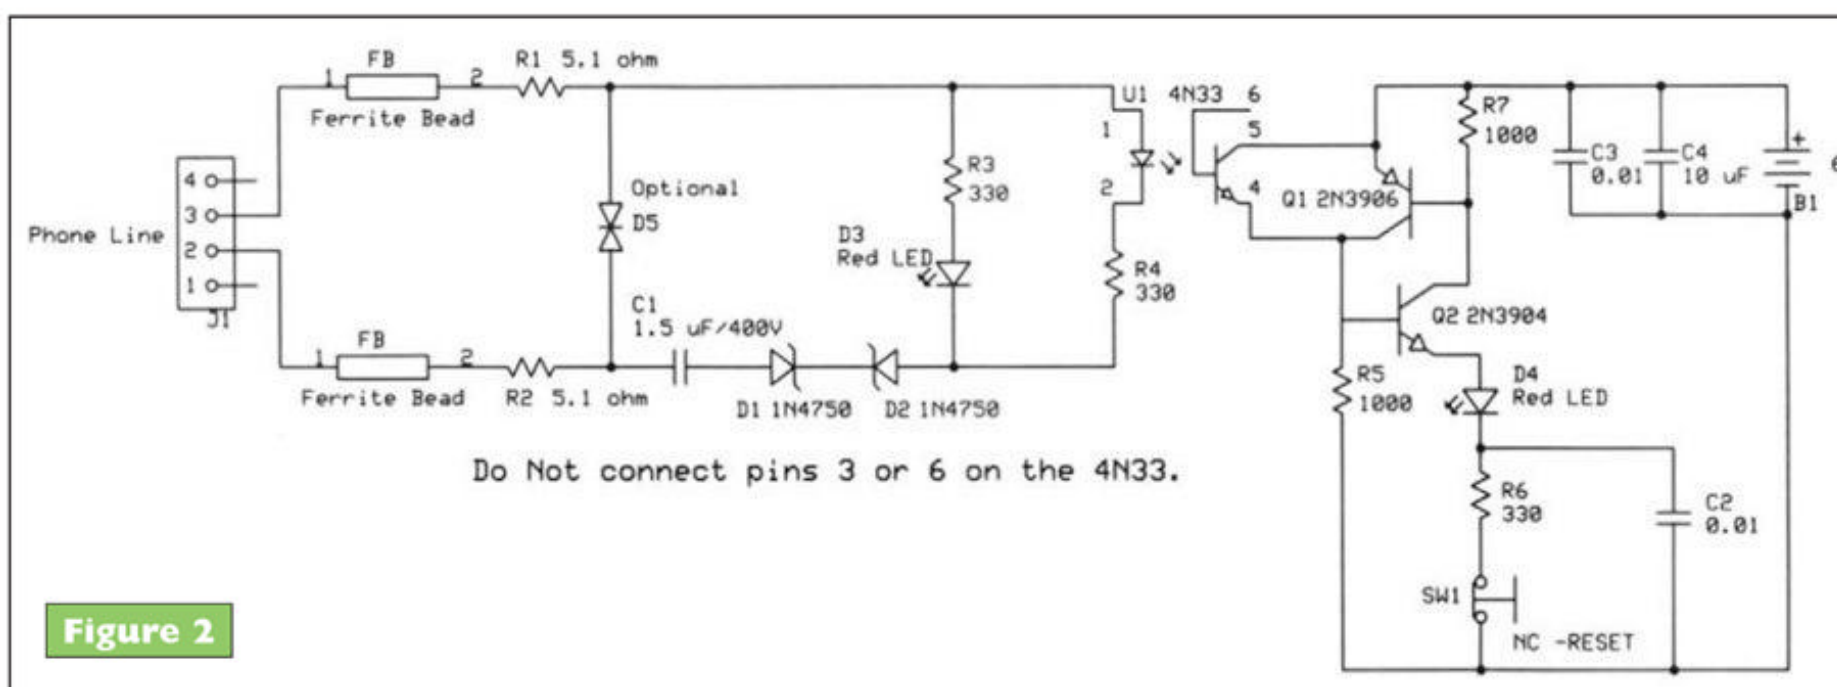 FB
1
2
Ferrite Bead
R1 5.1 ohm
U1 4N33 6
1
5
2
4
R7
1000
C3
0.01
C4
10 uF
+
B1
4
3
2
1
Phone Line
J1
Optional
D5
R3
330
D3
Red LED
Q1 2N3906
R4
330
C1
1.5 uF/400V
Q2 2N3904
FB
1
2
Ferrite Bead
R2 5.1 ohm
D1 1N4750
D2 1N4750
R5
1000
D4
Red LED
Do Not connect pins 3 or 6 on the 4N33.
R6
330
C2
0.01
SW1
NC -RESET
Figure 2